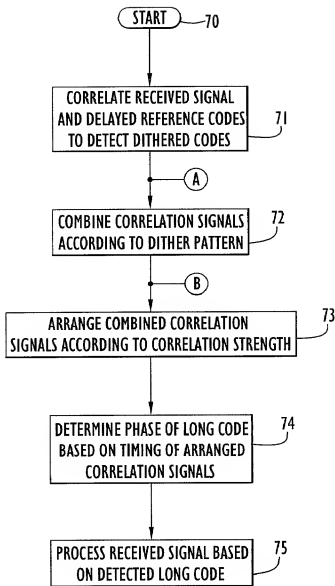 START
70
CORRELATE RECEIVED SIGNAL
AND DELAYED REFERENCE CODES
TO DETECT DITHERED CODES
71
A
COMBINE CORRELATION SIGNALS
ACCORDING TO DITHER PATTERN
72
B
ARRANGE COMBINED CORRELATION
SIGNALS ACCORDING TO CORRELATION STRENGTH
73
DETERMINE PHASE OF LONG CODE
BASED ON TIMING OF ARRANGED
CORRELATION SIGNALS
74
PROCESS RECEIVED SIGNAL BASED
ON DETECTED LONG CODE
75